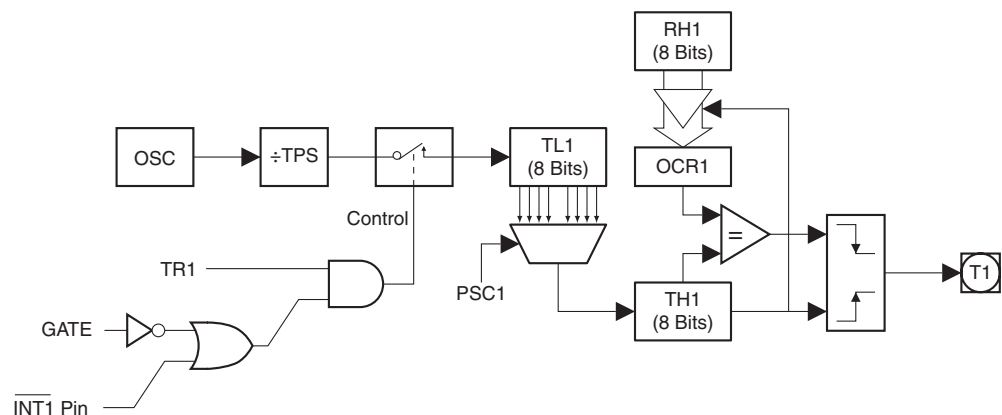 RH1
(8 Bits)
OSC
÷TPS
TL1
(8 Bits)
OCR1
Control
=
TR1
PSC1
T1
TH1
(8 Bits)
GATE
INT1 Pin